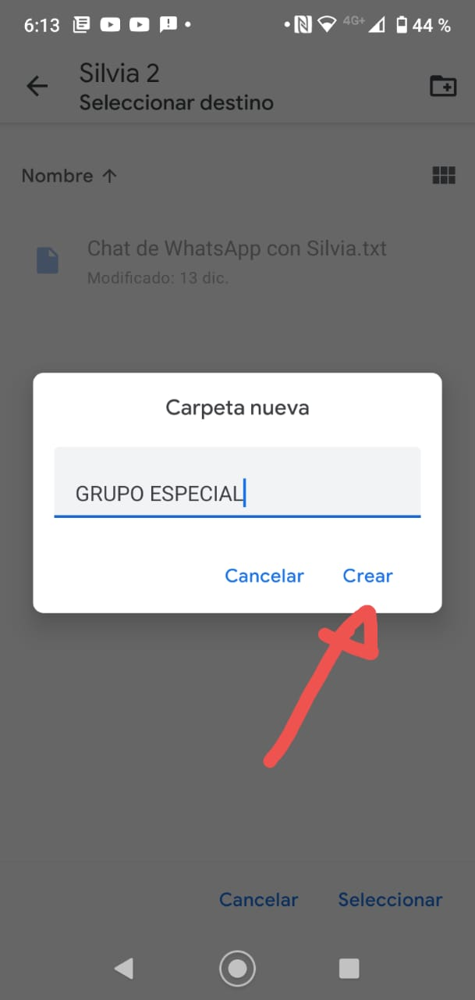 6:13
4G+
44 %
Silvia 2
Seleccionar destino
Nombre
Chat de WhatsApp con Silvia.txt
Modificado: 13 dic.
Carpeta nueva
GRUPO ESPECIAL
Cancelar Crear
Cancelar Seleccionar